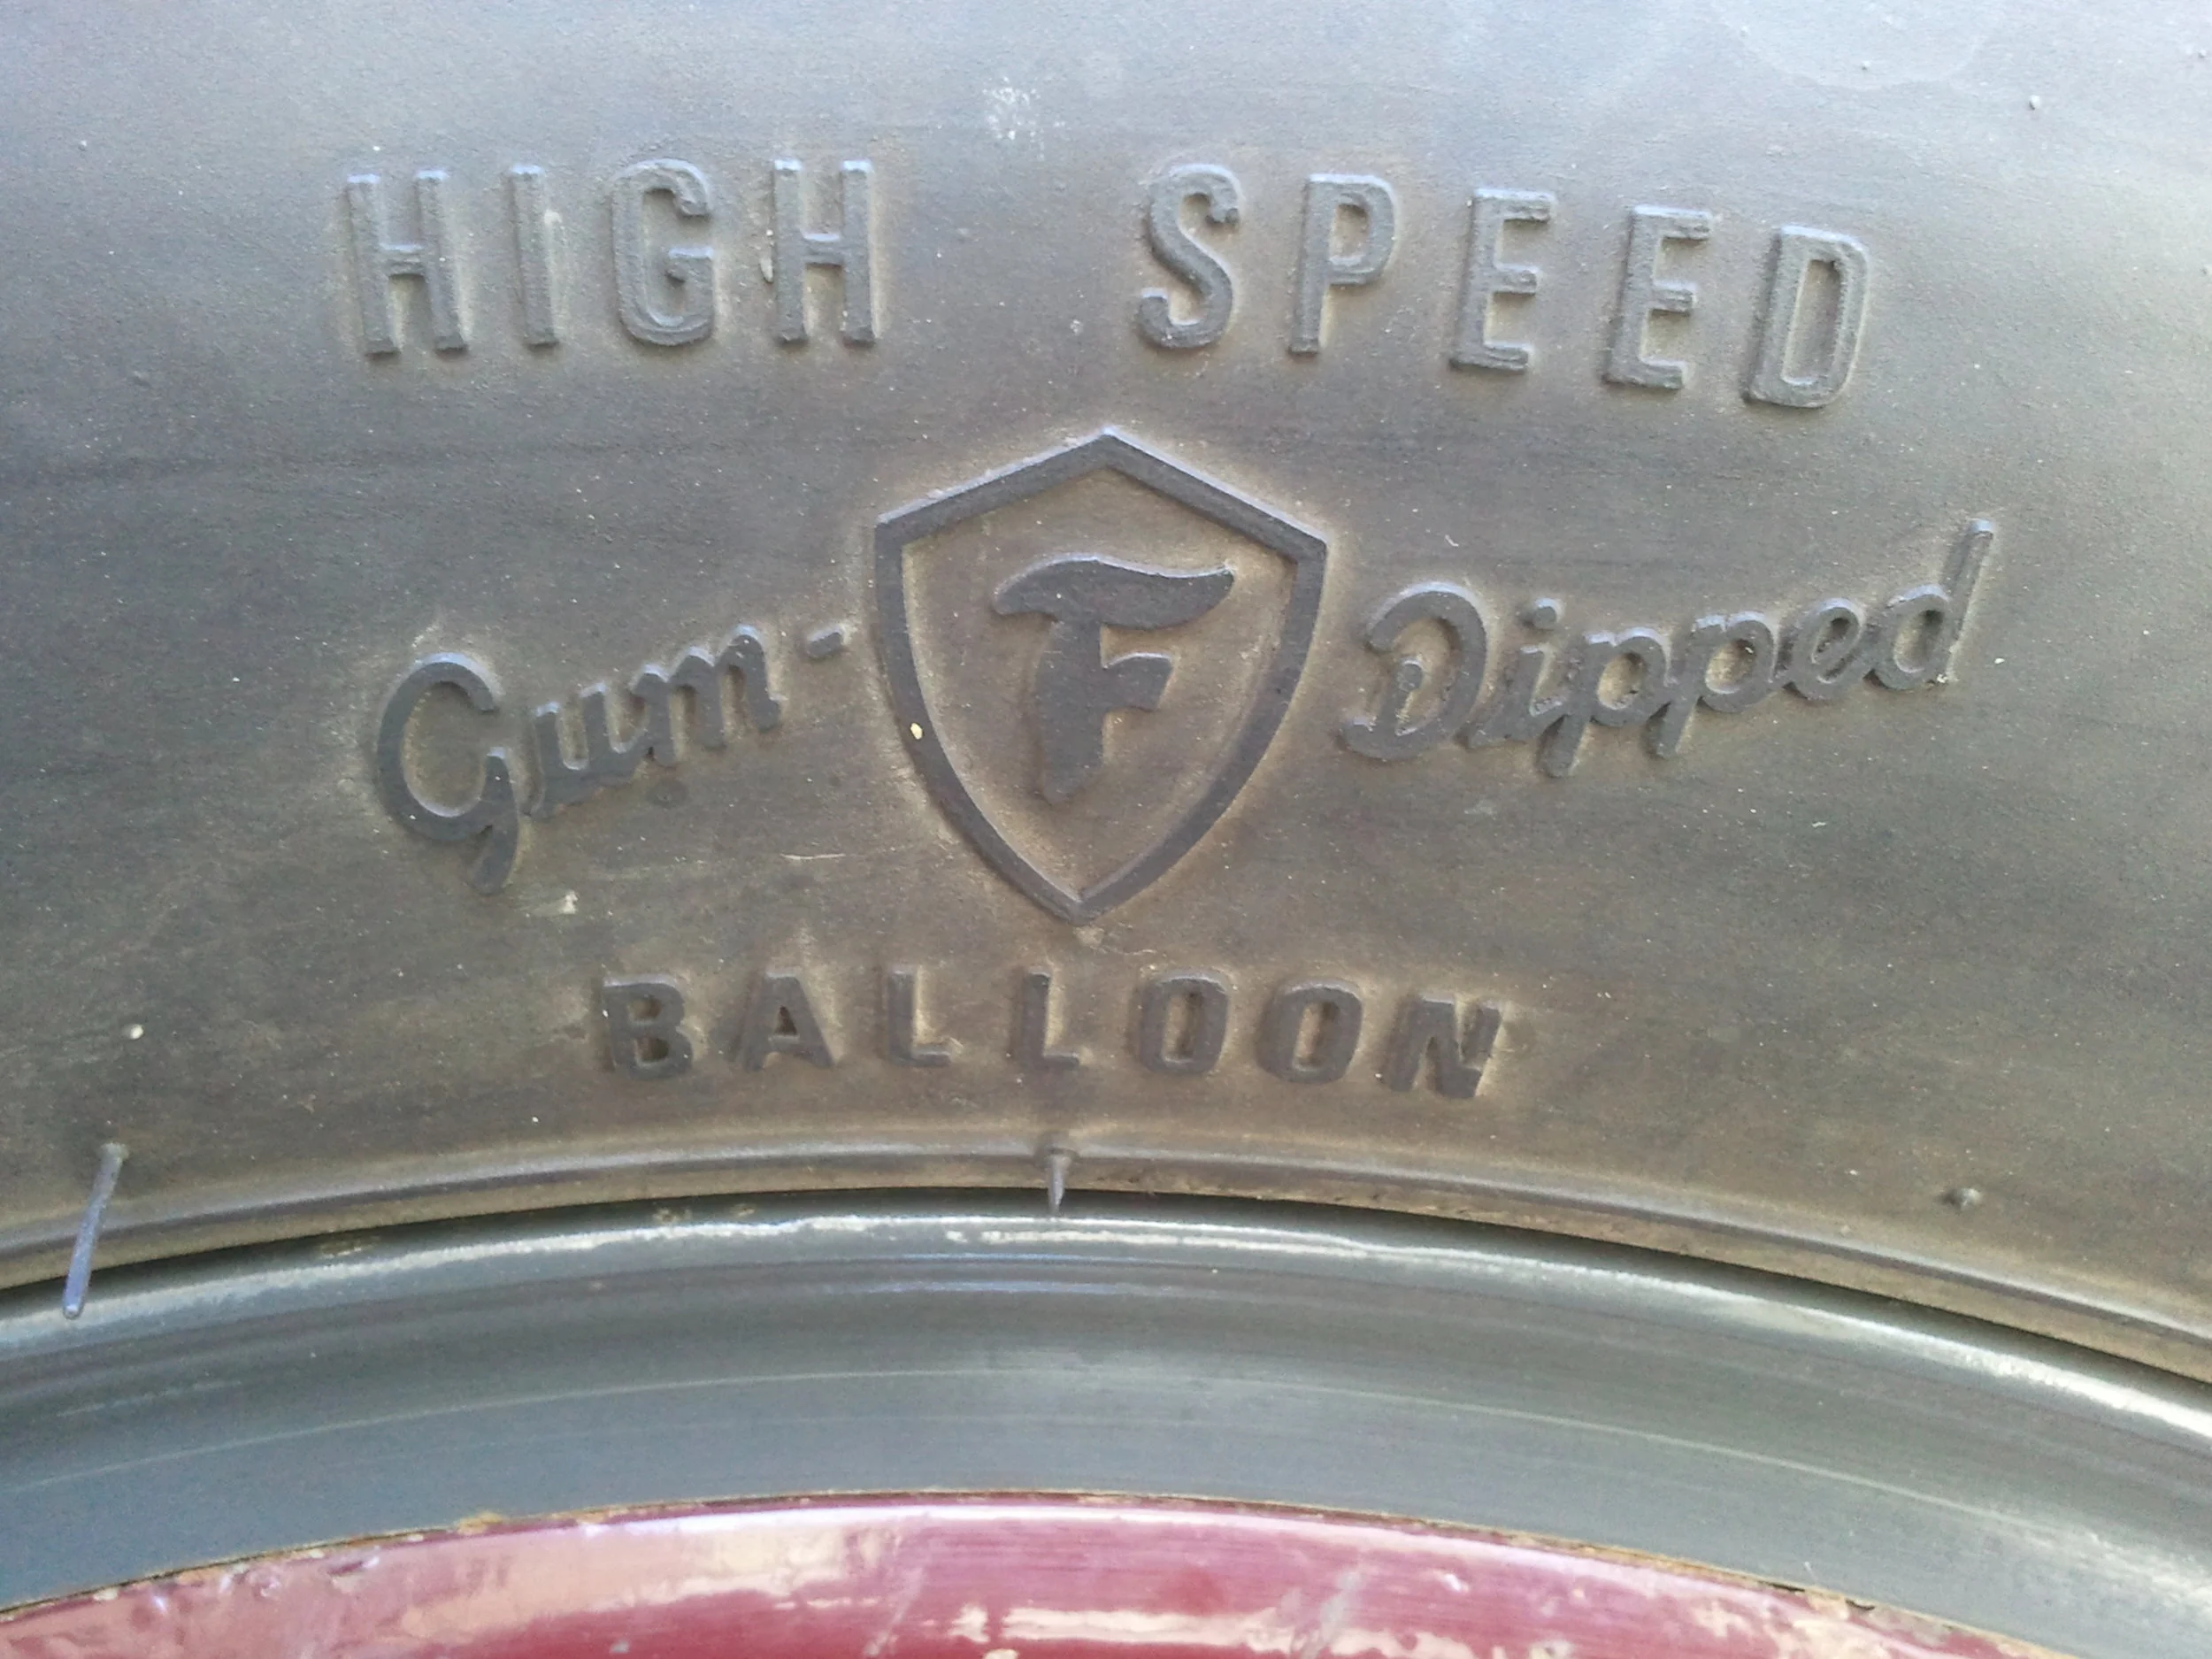 HIGH SPEED
Gum- F Dipped
BALLOON